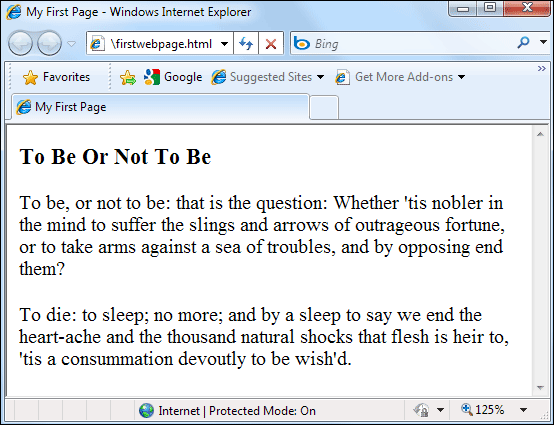 My First Page - Windows Internet Explorer
\firstwebpage.html
Bing
Favorites
Google
Suggested Sites
Get More Add-ons
My First Page
To Be Or Not To Be
To be, or not to be: that is the question: Whether 'tis nobler in
the mind to suffer the slings and arrows of outrageous fortune,
or to take arms against a sea of troubles, and by opposing end
them?
To die: to sleep; no more; and by a sleep to say we end the
heart-ache and the thousand natural shocks that flesh is heir to,
'tis a consummation devoutly to be wish'd.
Internet | Protected Mode: On
125%